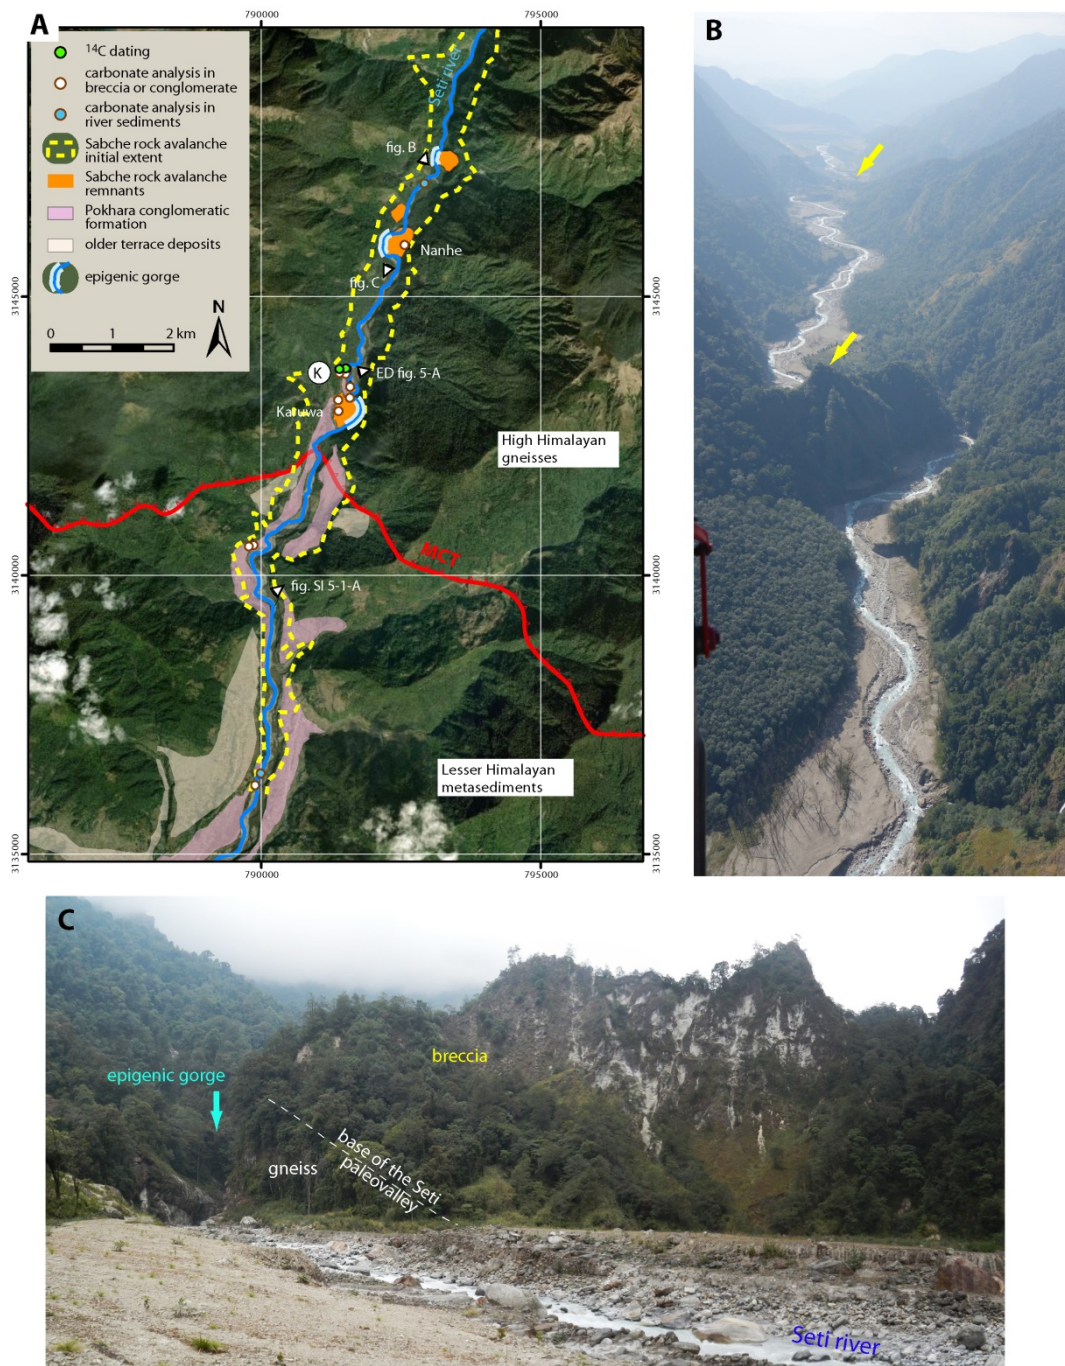 A
790000
795000
14C dating
carbonate analysis in
breccia or conglomerate
carbonate analysis in
river sediments
Sabche rock avalanche
initial extent
Sabche rock avalanche
remnants
Pokhara conglomeratic
formation
older terrace deposits
epigenic gorge
N
0 1 2 km
Seti river
fig. B
Nanhe
fig. C
3145000
3145000
K
ED fig. 5-A
Karuwa
High Himalayan
gneisses
MCT
3140000
3140000
fig. SI 5-1-A
Lesser Himalayan
metasediments
3135000
3135000
790000
795000
B
C
breccia
epigenic gorge
base of the Seti
paleovalley
gneiss
Seti river